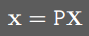 x = PX